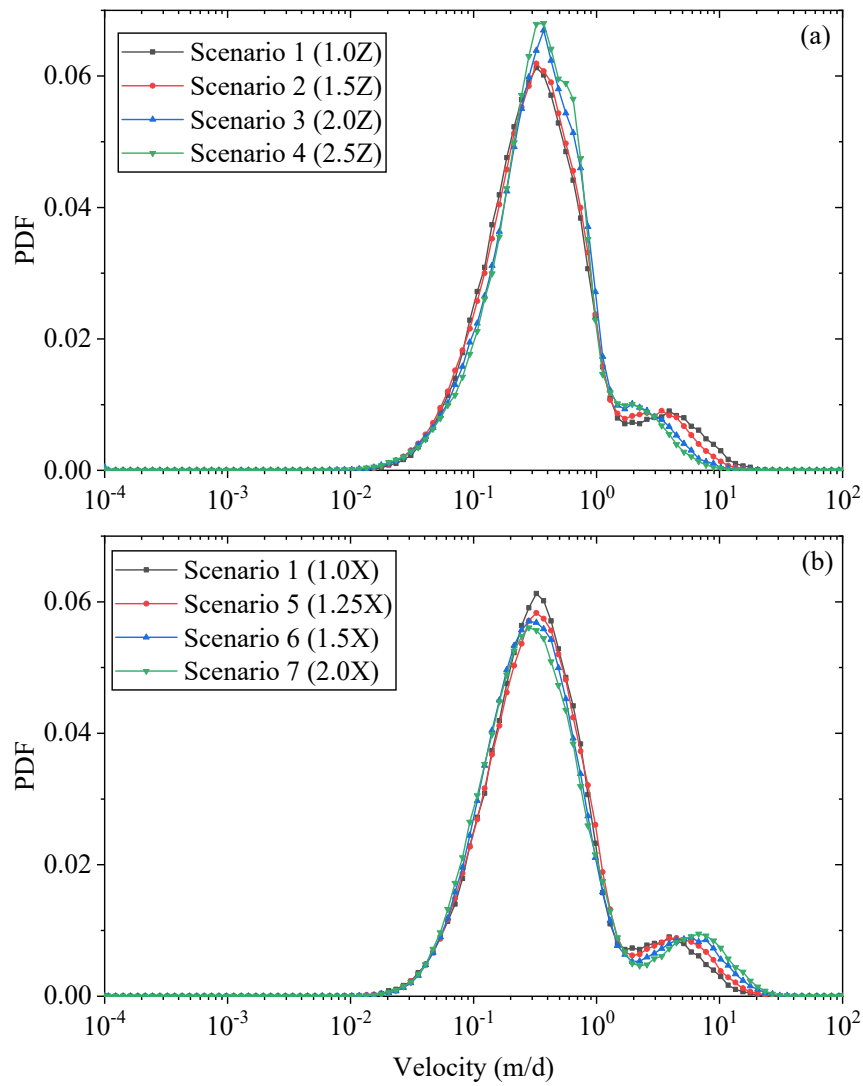 (a)
Scenario 1 (1.0Z)
Scenario 2 (1.5Z)
Scenario 3 (2.0Z)
Scenario 4 (2.5Z)
PDF
0.06
0.04
0.02
0.00
10-4 10-3 10-2 10-1 100 101 102
(b)
Scenario 1 (1.0X)
Scenario 5 (1.25X)
Scenario 6 (1.5X)
Scenario 7 (2.0X)
PDF
0.06
0.04
0.02
0.00
10-4 10-3 10-2 10-1 100 101 102
Velocity (m/d)